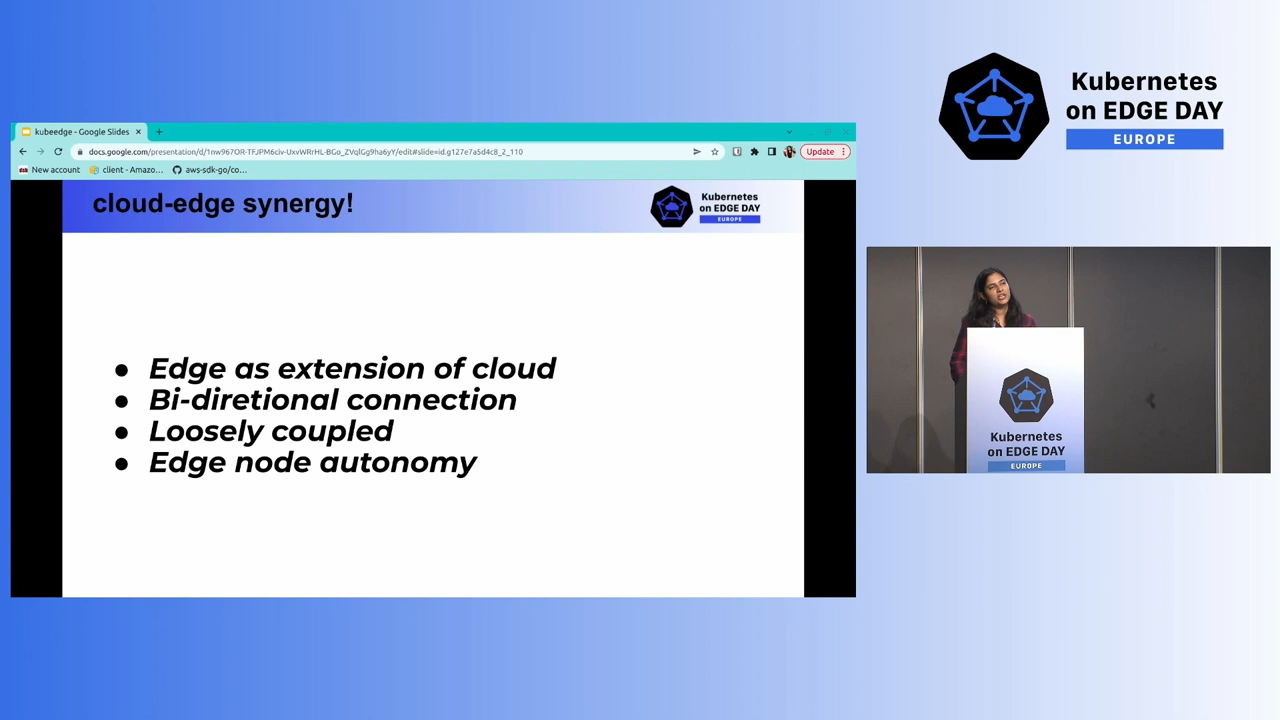 kubeedge - Google Slides
docs.google.com/presentation/d/1nw967OR-TFJPM6civ-UxvWRrHL-BGo_ZVqlGg9ha6yY/edit#slide=id.g127e7a5d4c8_2_110
Update
New account
client - Amazo...
aws-sdk-go/co...
cloud-edge synergy!
Kubernetes
on EDGE DAY
EUROPE
● Edge as extension of cloud
● Bi-diretional connection
● Loosely coupled
● Edge node autonomy
Kubernetes
on EDGE DAY
EUROPE
Kubernetes
on EDGE DAY
EUROPE